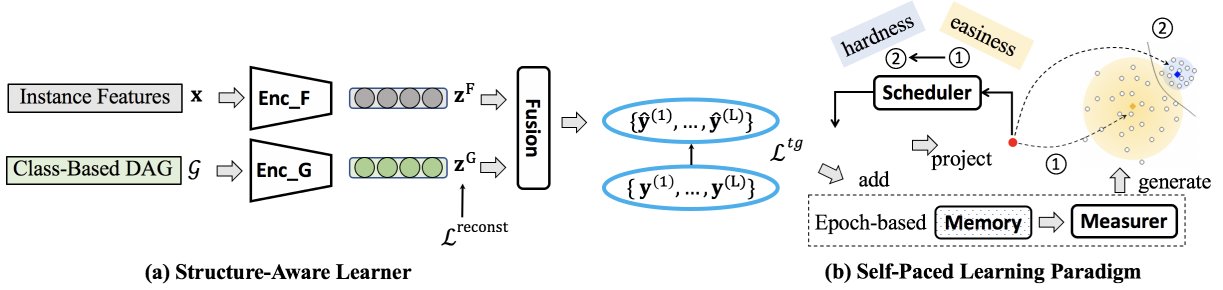 Instance Features x Enc_F z^F
Class-Based DAG 𝒢 Enc_G z^G
ℒ^reconst
Fusion
{ŷ^(1), …, ŷ^(L)}
ℒ^tg
{ y^(1), …, y^(L)}
(a) Structure-Aware Learner
hardness
easiness
② ①
Scheduler
②
①
project
add
generate
Epoch-based Memory Measurer
(b) Self-Paced Learning Paradigm